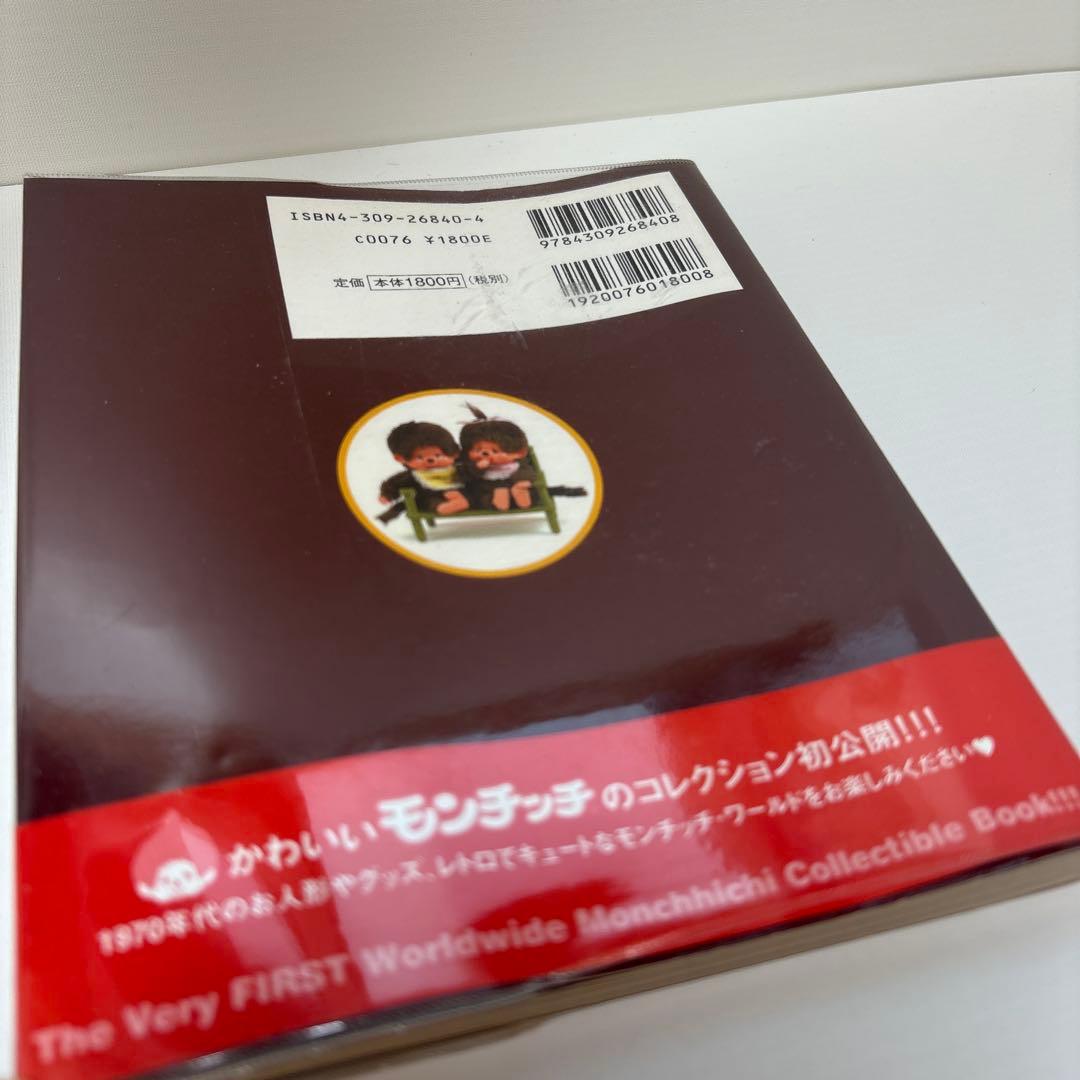 ISBN4-309-26840-4
C0076 ¥1800E
定価 本体1800円 (税別)
9784309268408
1920076018008
かわいいモンチッチのコレクション初公開!!!
1970年代のお人形やグッズ、レトロでキュートなモンチッチ・ワールドをお楽しみください♥
The Very FIRST Worldwide Monchhichi Collectible Book!!!